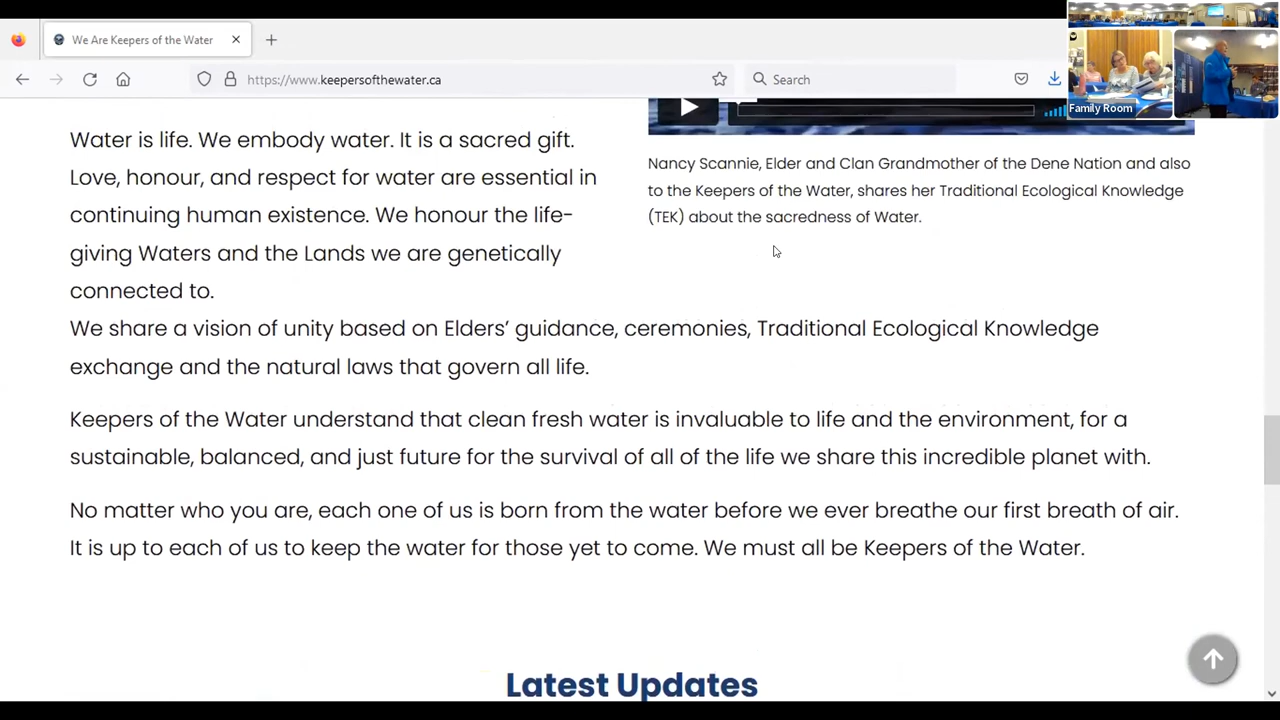 We Are Keepers of the Water
https://www.keepersofthewater.ca
Search
Family Room
Water is life. We embody water. It is a sacred gift.
Love, honour, and respect for water are essential in
continuing human existence. We honour the life-
giving Waters and the Lands we are genetically
connected to.
Nancy Scannie, Elder and Clan Grandmother of the Dene Nation and also
to the Keepers of the Water, shares her Traditional Ecological Knowledge
(TEK) about the sacredness of Water.
We share a vision of unity based on Elders’ guidance, ceremonies, Traditional Ecological Knowledge
exchange and the natural laws that govern all life.
Keepers of the Water understand that clean fresh water is invaluable to life and the environment, for a
sustainable, balanced, and just future for the survival of all of the life we share this incredible planet with.
No matter who you are, each one of us is born from the water before we ever breathe our first breath of air.
It is up to each of us to keep the water for those yet to come. We must all be Keepers of the Water.
Latest Updates